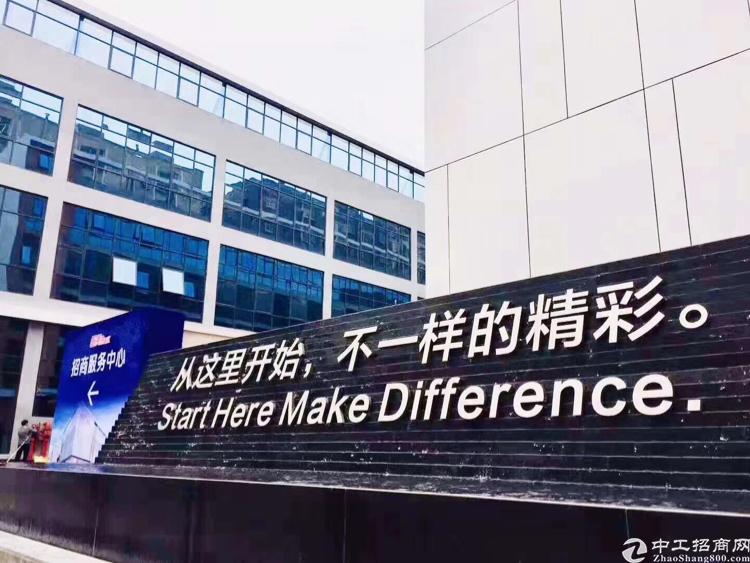 招商服务中心
从这里开始，不一样的精彩。
Start Here Make Difference.
中工招商网
ZhaoShang800.com